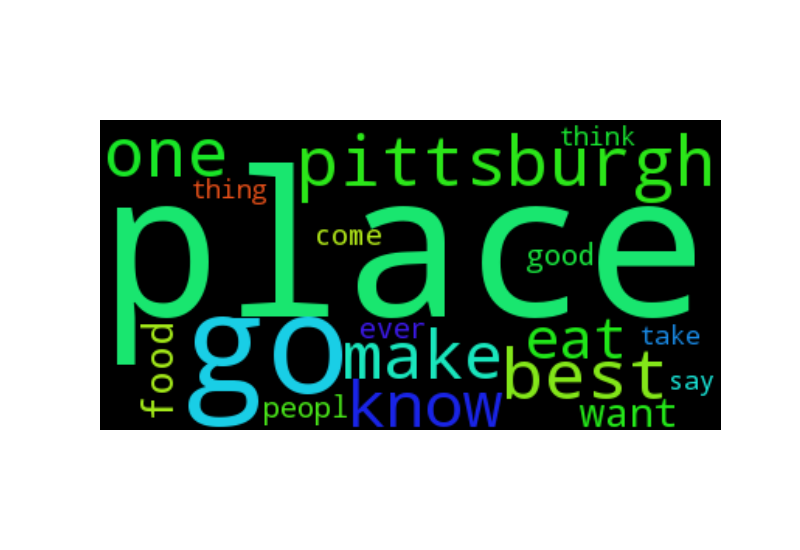 think
one
pittsburgh
thing
place
come
good
ever
go
make
eat
take
food
best
say
peopl
know
want